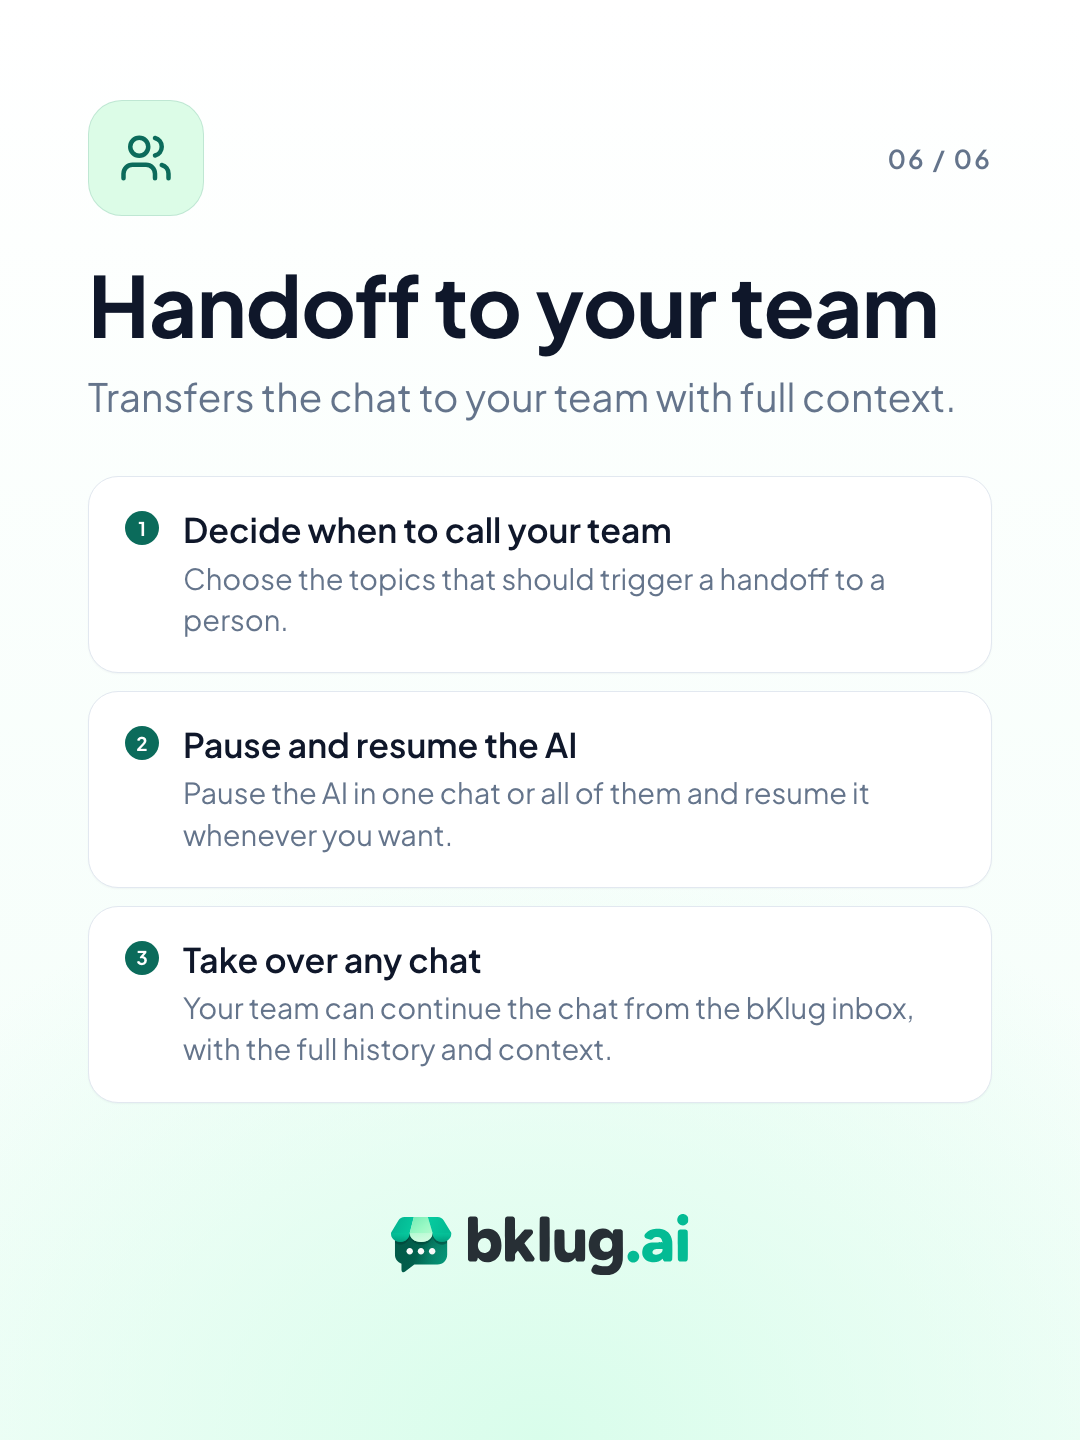 06 / 06
Handoff to your team
Transfers the chat to your team with full context.
1 Decide when to call your team
Choose the topics that should trigger a handoff to a
person.
2 Pause and resume the AI
Pause the AI in one chat or all of them and resume it
whenever you want.
3 Take over any chat
Your team can continue the chat from the bKlug inbox,
with the full history and context.
bklug.ai